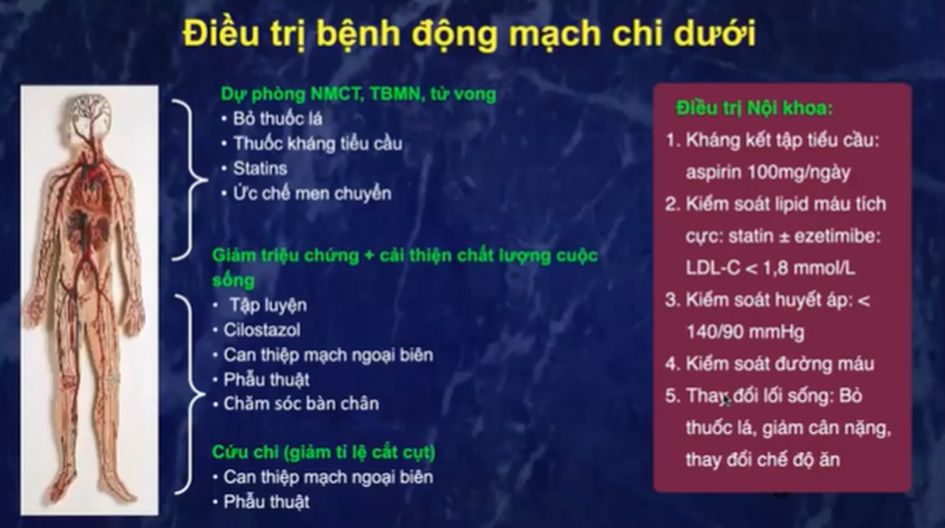 Điều trị bệnh động mạch chi dưới
Dự phòng NMCT, TBMN, tử vong
• Bỏ thuốc lá
• Thuốc kháng tiểu cầu
• Statins
• Ức chế men chuyển
Giảm triệu chứng + cải thiện chất lượng cuộc
sống
• Tập luyện
• Cilostazol
• Can thiệp mạch ngoại biên
• Phẫu thuật
• Chăm sóc bàn chân
Cứu chi (giảm tỉ lệ cắt cụt)
• Can thiệp mạch ngoại biên
• Phẫu thuật
Điều trị Nội khoa:
1. Kháng kết tập tiểu cầu:
aspirin 100mg/ngày
2. Kiểm soát lipid máu tích
cực: statin ± ezetimibe:
LDL-C < 1,8 mmol/L
3. Kiểm soát huyết áp: <
140/90 mmHg
4. Kiểm soát đường máu
5. Thay đổi lối sống: Bỏ
thuốc lá, giảm cân nặng,
thay đổi chế độ ăn